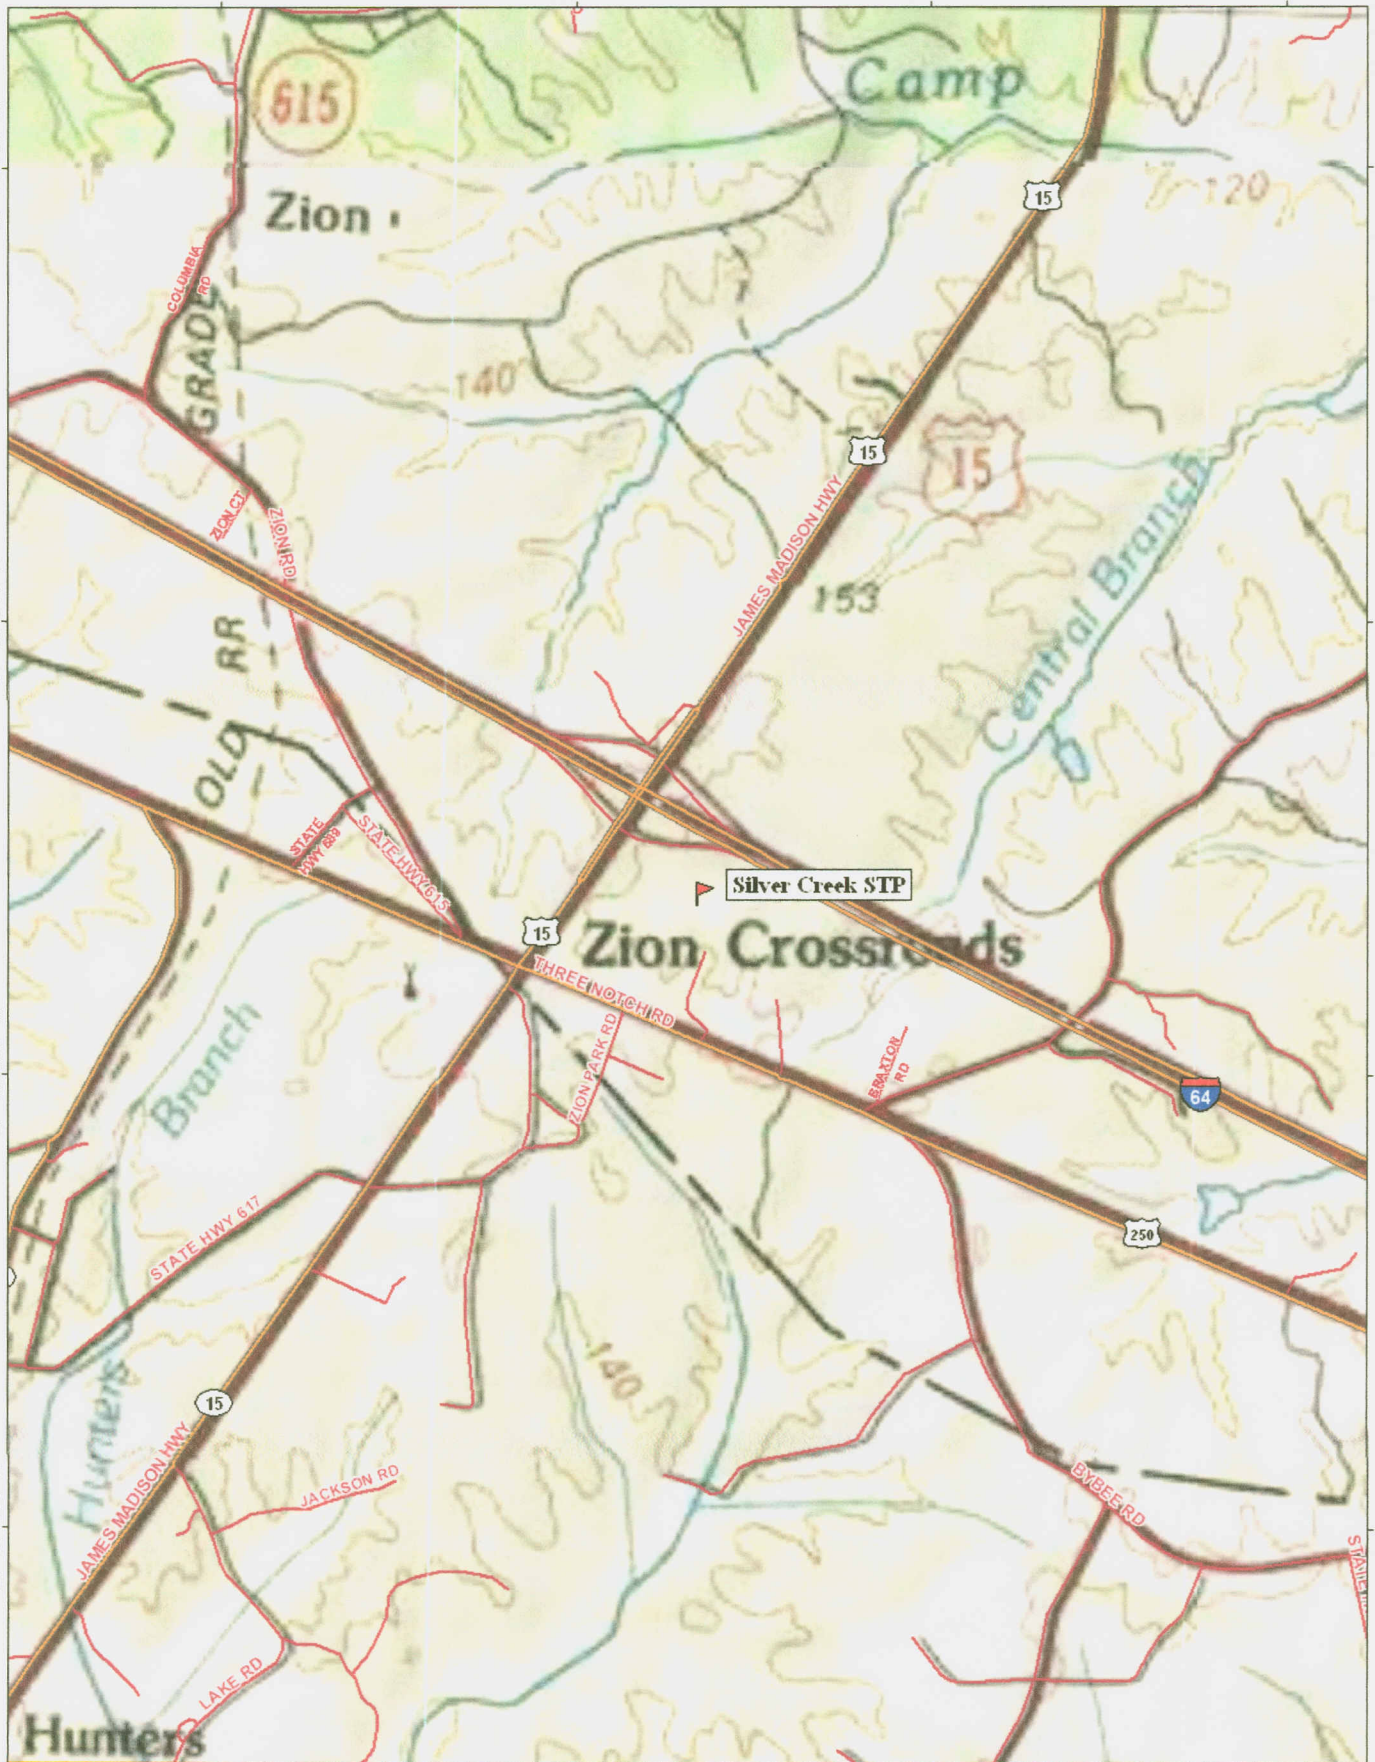 Camp
615
15
120
Zion
COLUMBIA
RD
GRADE
140
15
15
JAMES MADISON HWY
ZION CT
ZION RD
153
Central Branch
OLD RR
STATE
STATE HWY 615
Silver Creek STP
15
Zion Crossroads
THREE NOTCH RD
ZION PARK RD
BRAXTON
RD
64
Branch
STATE HWY 617
250
140
15
Hunters
JAMES MADISON HWY
JACKSON RD
BYBEE RD
LAKE RD
Hunters